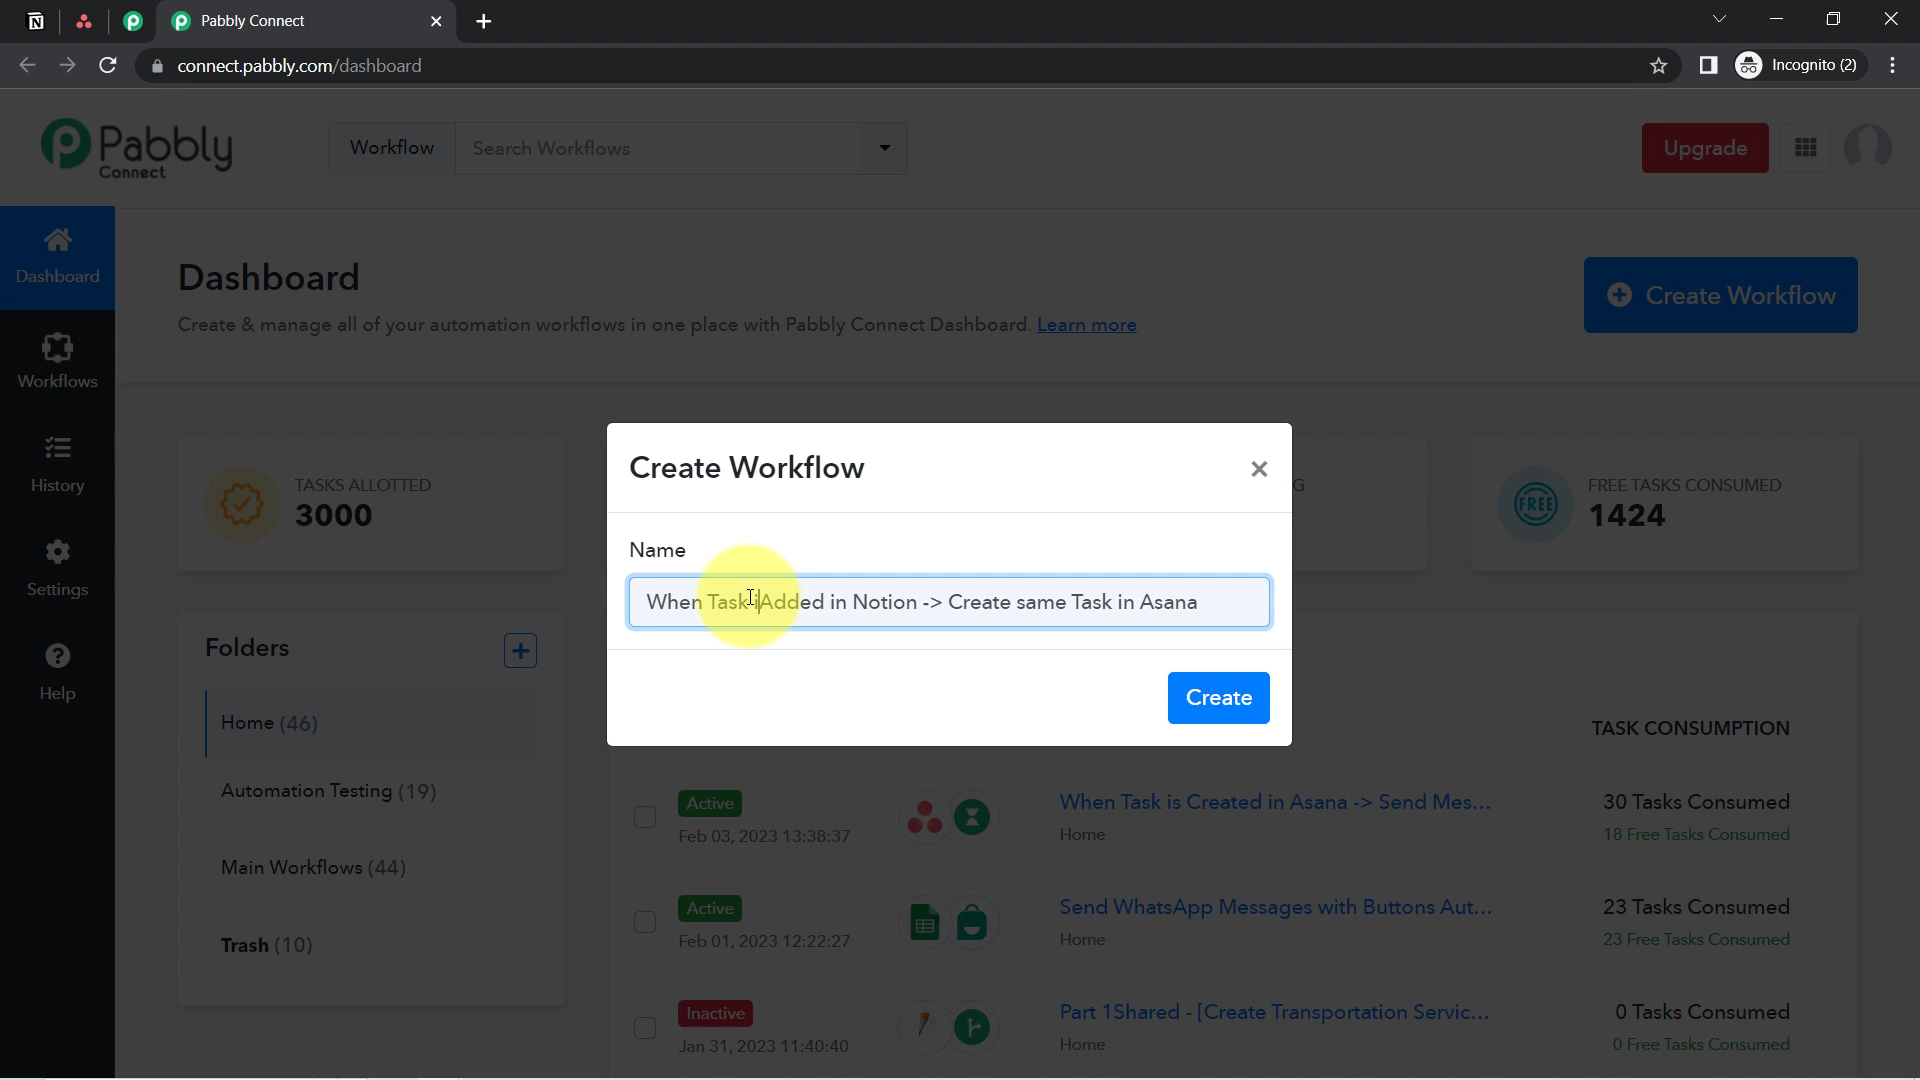 Pabbly Connect
connect.pabbly.com/dashboard
Incognito (2)
Pabbly
Connect
Workflow
Search Workflows
Upgrade
Dashboard
Workflows
History
Settings
Help
Dashboard
Create & manage all of your automation workflows in one place with Pabbly Connect Dashboard. Learn more
Create Workflow
TASKS ALLOTTED
3000
G
FREE
FREE TASKS CONSUMED
1424
Create Workflow
Name
When Task iAdded in Notion -> Create same Task in Asana
Create
Folders
Home (46)
Automation Testing (19)
Main Workflows (44)
Trash (10)
TASK CONSUMPTION
Active
Feb 03, 2023 13:38:37
When Task is Created in Asana -> Send Mes...
Home
30 Tasks Consumed
18 Free Tasks Consumed
Active
Feb 01, 2023 12:22:27
Send WhatsApp Messages with Buttons Aut...
Home
23 Tasks Consumed
23 Free Tasks Consumed
Inactive
Jan 31, 2023 11:40:40
Part 1Shared - [Create Transportation Servic...
Home
0 Tasks Consumed
0 Free Tasks Consumed